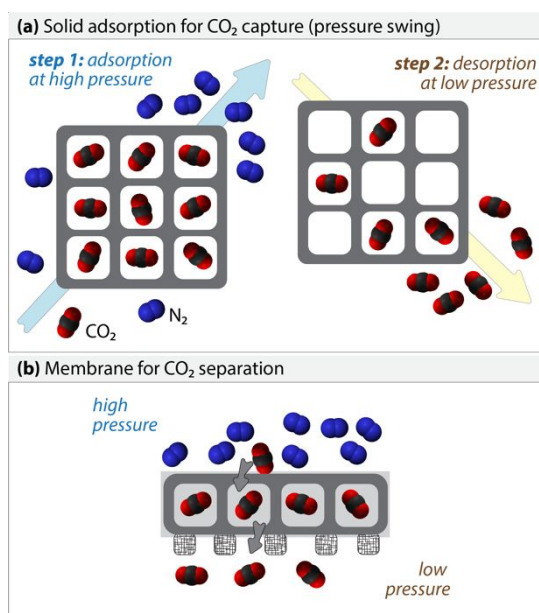 (a) Solid adsorption for CO₂ capture (pressure swing)
step 1: adsorption
at high pressure
step 2: desorption
at low pressure
CO₂
N₂
(b) Membrane for CO₂ separation
high
pressure
low
pressure